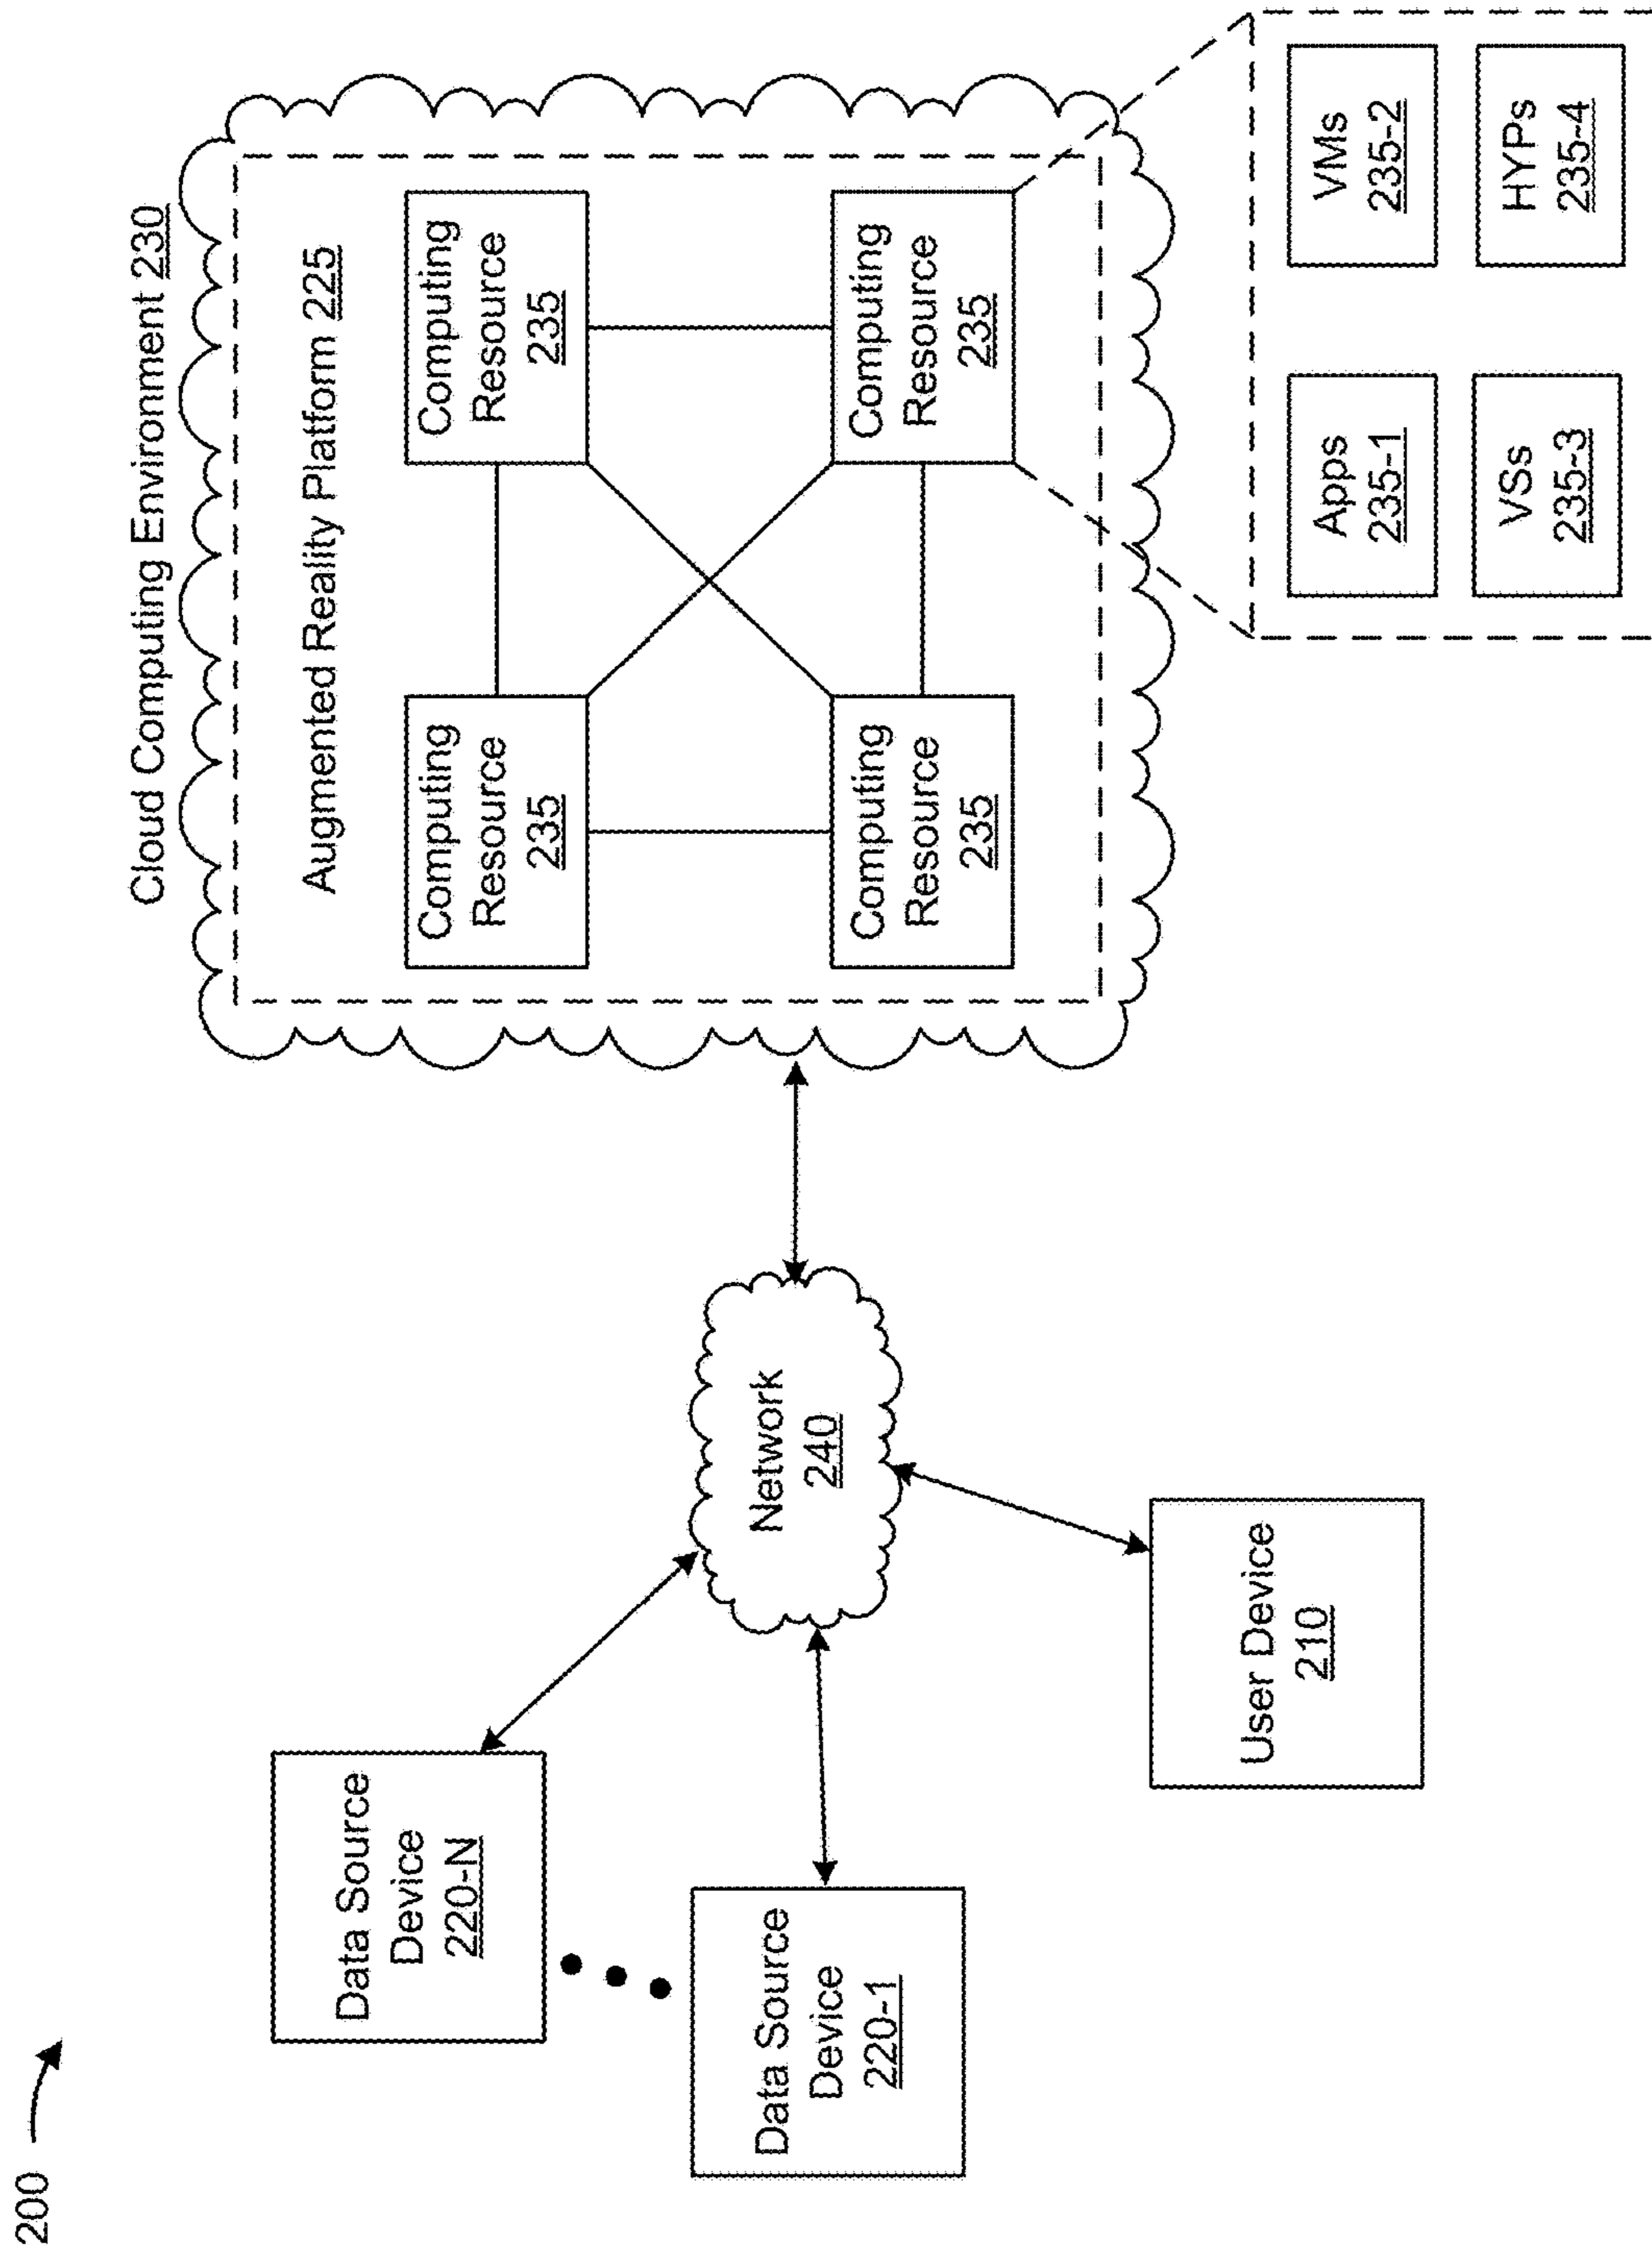 200
Cloud Computing Environment 230
Augmented Reality Platform 225
Computing
Resource
235
Computing
Resource
235
Computing
Resource
235
Computing
Resource
235
Data Source
Device
220-N
Data Source
Device
220-1
Network
240
User Device
210
Apps
235-1
VMs
235-2
VSs
235-3
HYPs
235-4